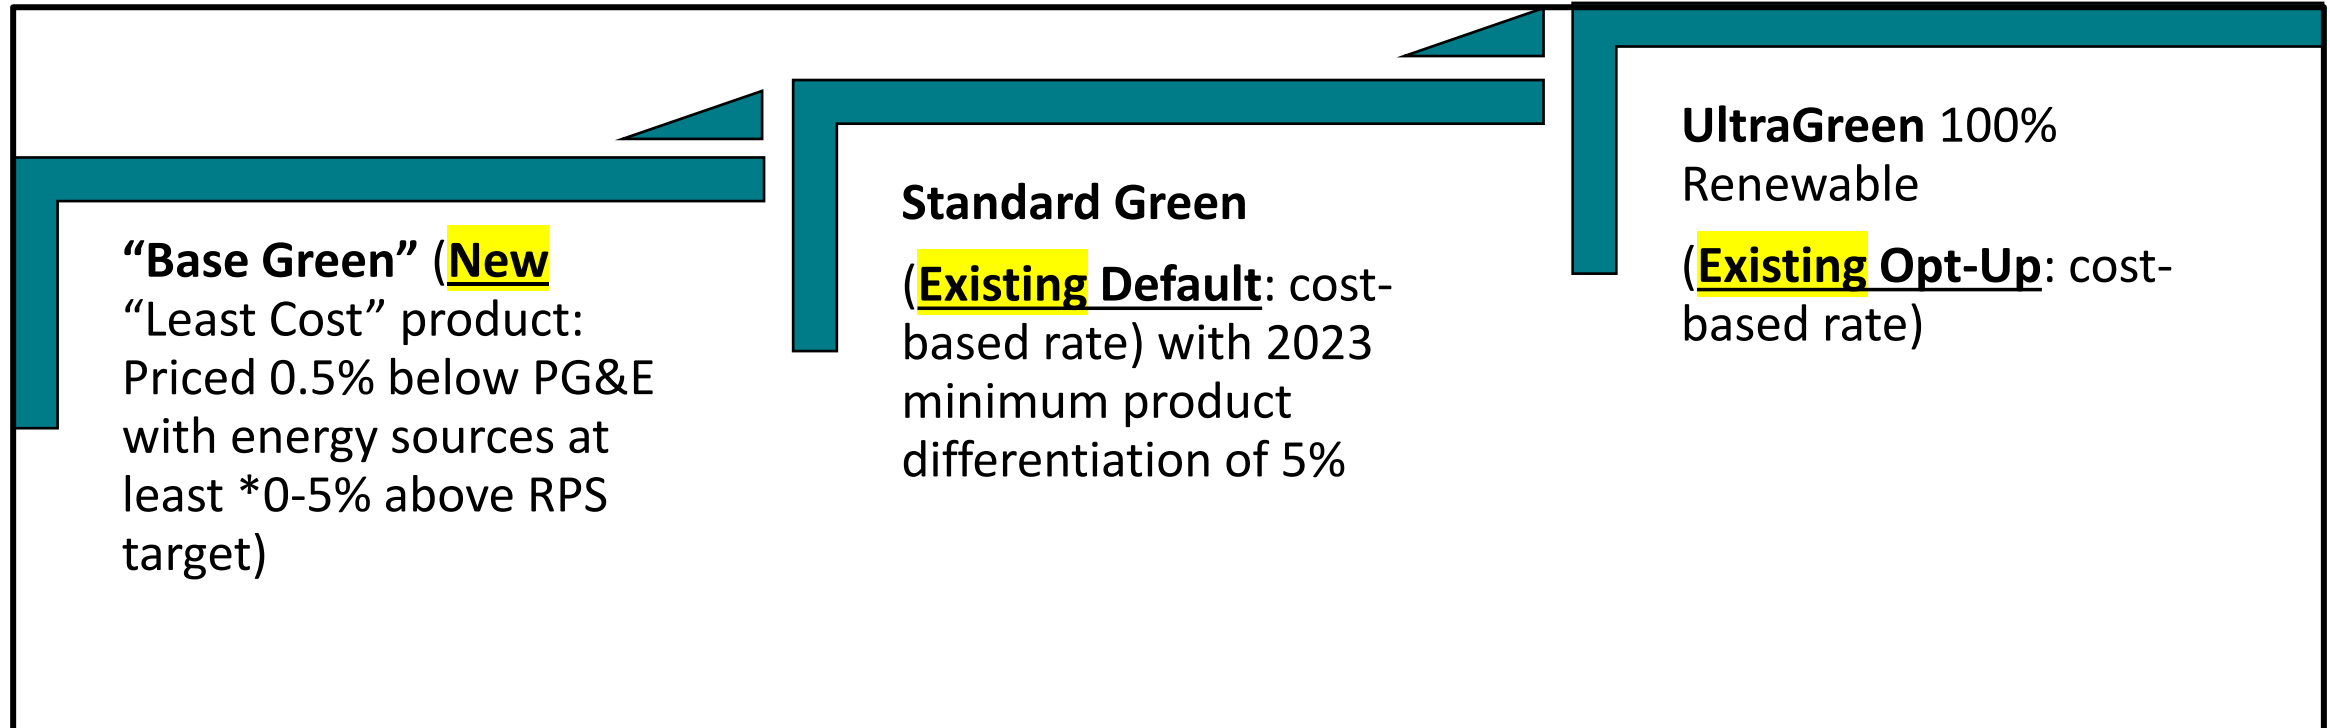 “Base Green” (New
“Least Cost” product:
Priced 0.5% below PG&E
with energy sources at
least *0-5% above RPS
target)
Standard Green
(Existing Default: cost-
based rate) with 2023
minimum product
differentiation of 5%
UltraGreen 100%
Renewable
(Existing Opt-Up: cost-
based rate)